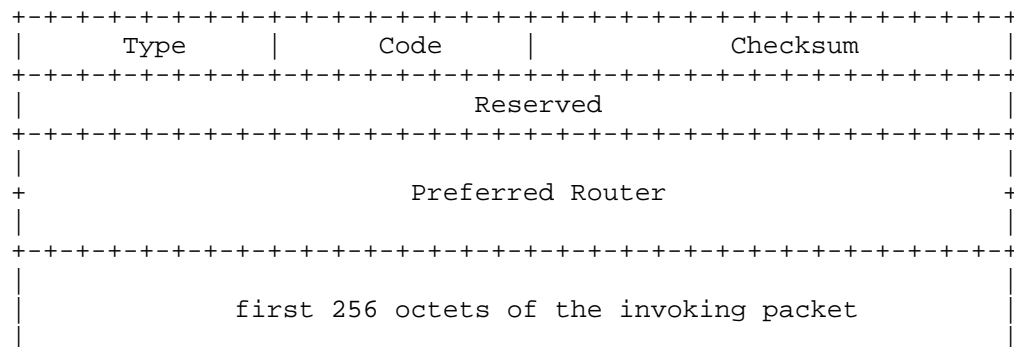 +-+-+-+-+-+-+-+-+-+-+-+-+-+-+-+-+-+-+-+-+-+-+-+-+-+-+-+-+-+-+-+-+
|     Type      |     Code      |          Checksum             |
+-+-+-+-+-+-+-+-+-+-+-+-+-+-+-+-+-+-+-+-+-+-+-+-+-+-+-+-+-+-+-+-+
|                            Reserved                           |
+-+-+-+-+-+-+-+-+-+-+-+-+-+-+-+-+-+-+-+-+-+-+-+-+-+-+-+-+-+-+-+-+
|                                                               |
+                        Preferred Router                       +
|                                                               |
+-+-+-+-+-+-+-+-+-+-+-+-+-+-+-+-+-+-+-+-+-+-+-+-+-+-+-+-+-+-+-+-+
|                                                               |
|             first 256 octets of the invoking packet           |
|                                                               |